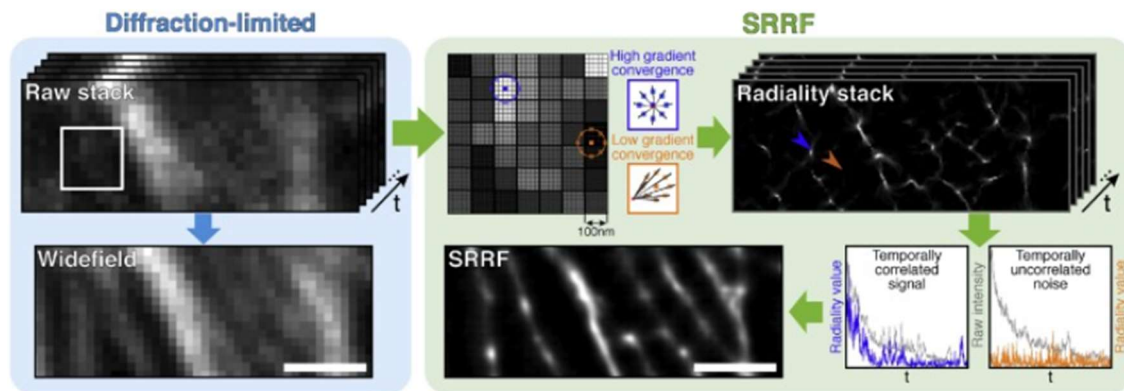 Diffraction-limited
SRRF
Raw stack
t
High gradient
convergence
Low gradient
convergence
100nm
Radiality stack
t
Widefield
SRRF
Radiality value
Temporally
correlated
signal
t
Raw intensity
Temporally
uncorrelated
noise
t
Radiality value